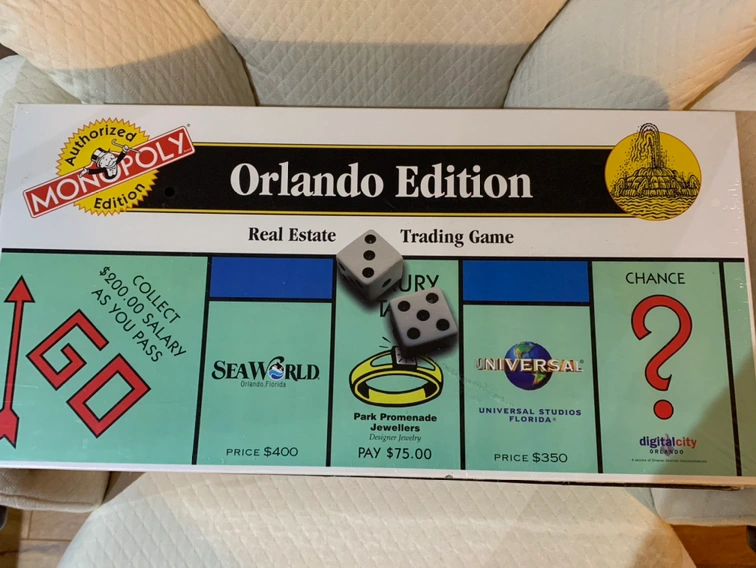 Authorized
MONOPOLY
Edition
Orlando Edition
Real Estate Trading Game
COLLECT
$200.00 SALARY
AS YOU PASS
GO
SEAWORLD
Orlando, Florida
PRICE $400
URY
Park Promenade
Jewellers
Designer Jewelry
PAY $75.00
UNIVERSAL
UNIVERSAL STUDIOS
FLORIDA®
PRICE $350
CHANCE
?
digitalcity
ORLANDO